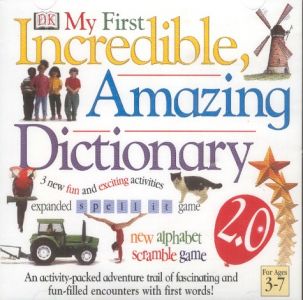 DK My First
Incredible,
Amazing
Dictionary
3 new fun and exciting activities
expanded spell it game
2.0
new alphabet
scramble game
For Ages
3-7
An activity-packed adventure trail of fascinating and
fun-filled encounters with first words!